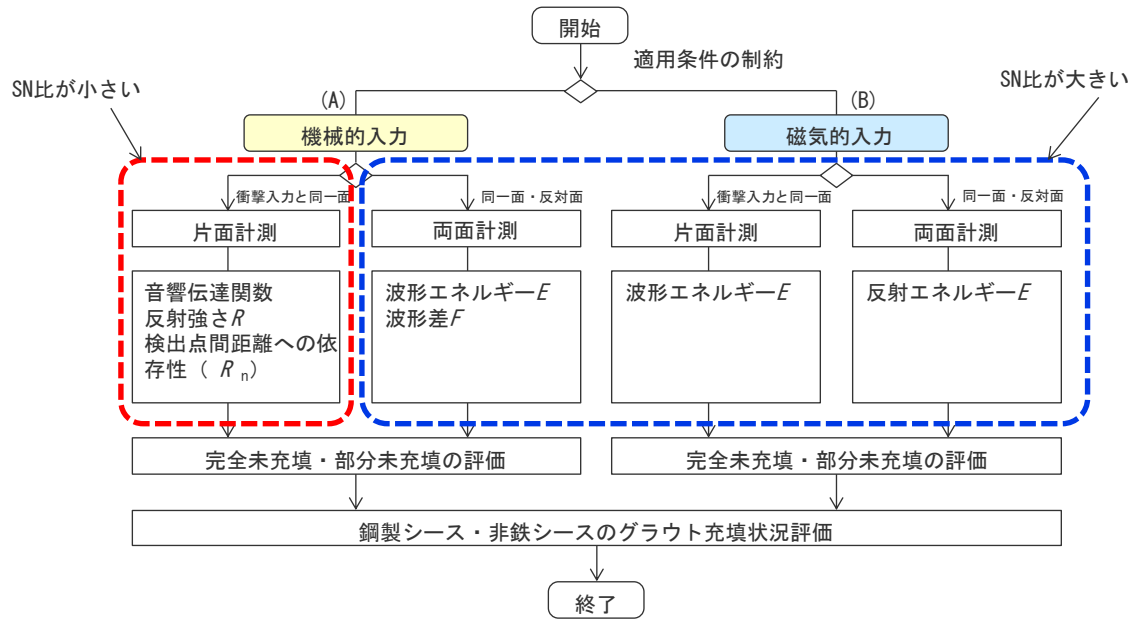 開始
適用条件の制約
SN比が小さい
SN比が大きい
(A)
(B)
機械的入力
磁気的入力
衝撃入力と同一面
同一面・反対面
衝撃入力と同一面
同一面・反対面
片面計測
両面計測
片面計測
両面計測
音響伝達関数
反射強さR
検出点間距離への依
存性( R n)
波形エネルギーE
波形差F
波形エネルギーE
反射エネルギーE
完全未充填・部分未充填の評価
完全未充填・部分未充填の評価
鋼製シース・非鉄シースのグラウト充填状況評価
終了